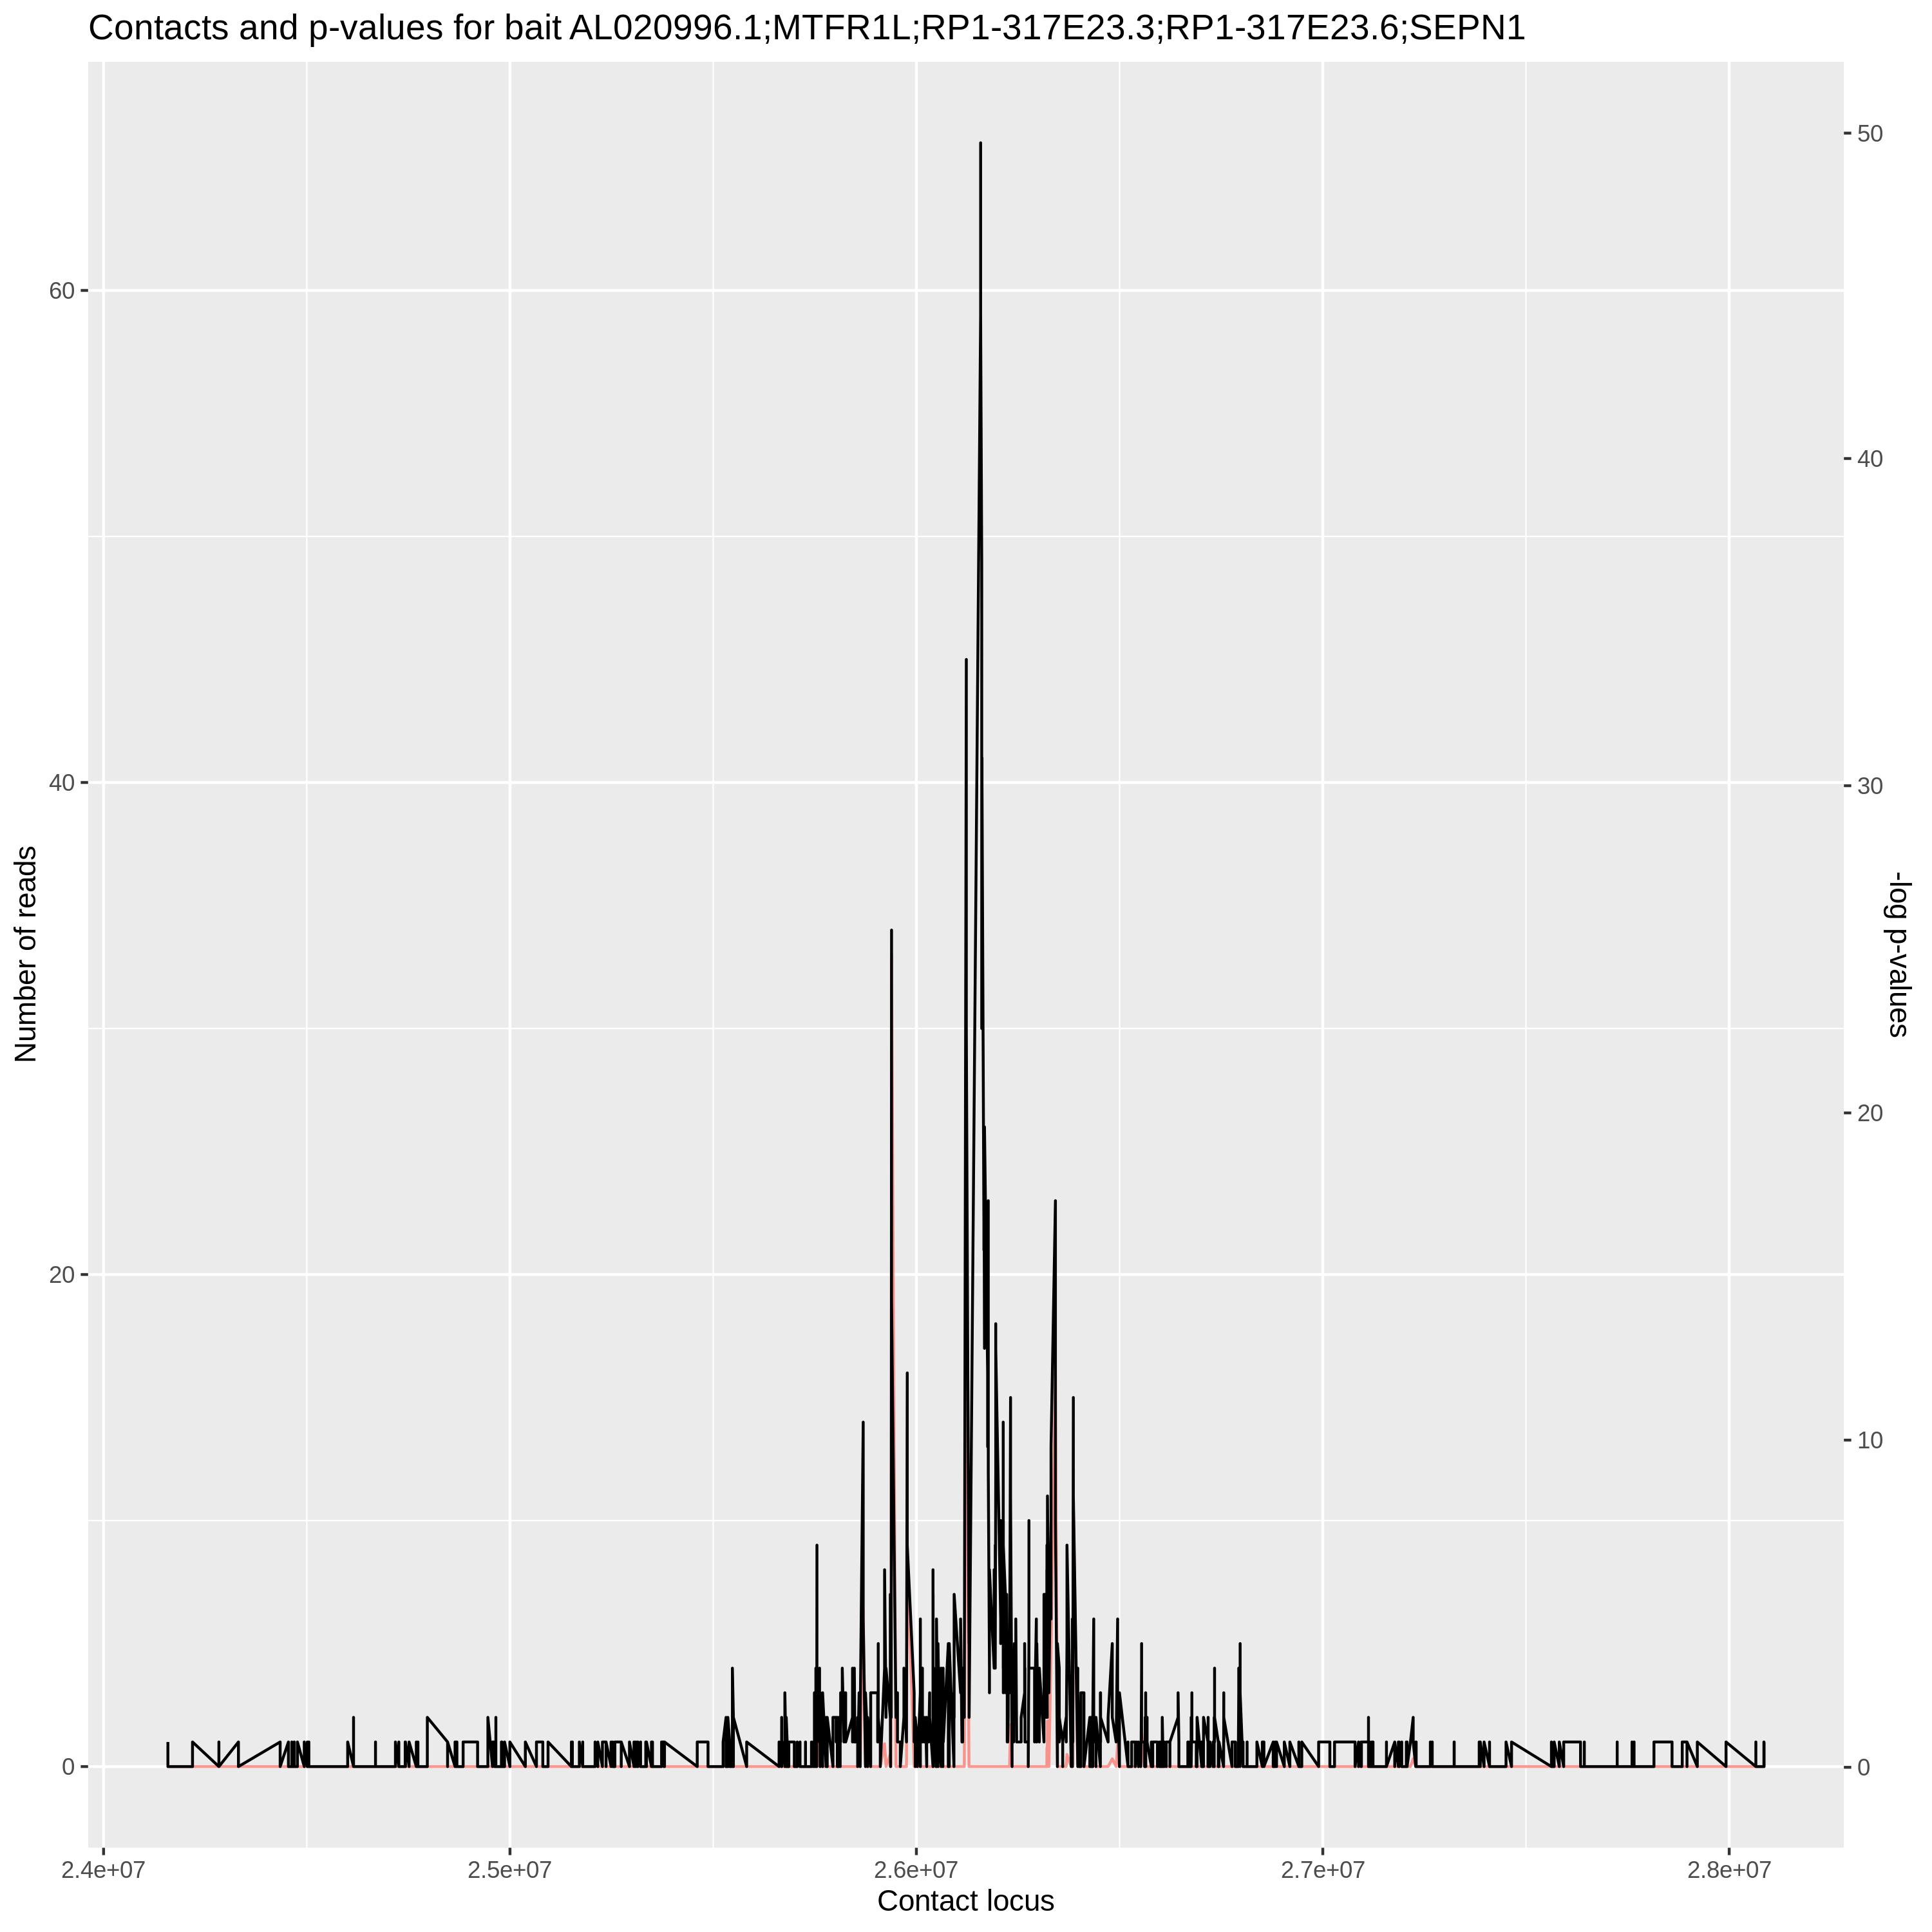 Contacts and p-values for bait AL020996.1;MTFR1L;RP1-317E23.3;RP1-317E23.6;SEPN1
Number of reads
60
40
20
0
50
40
30
20
10
0
-log p-values
2.4e+07
2.5e+07
2.6e+07
2.7e+07
2.8e+07
Contact locus